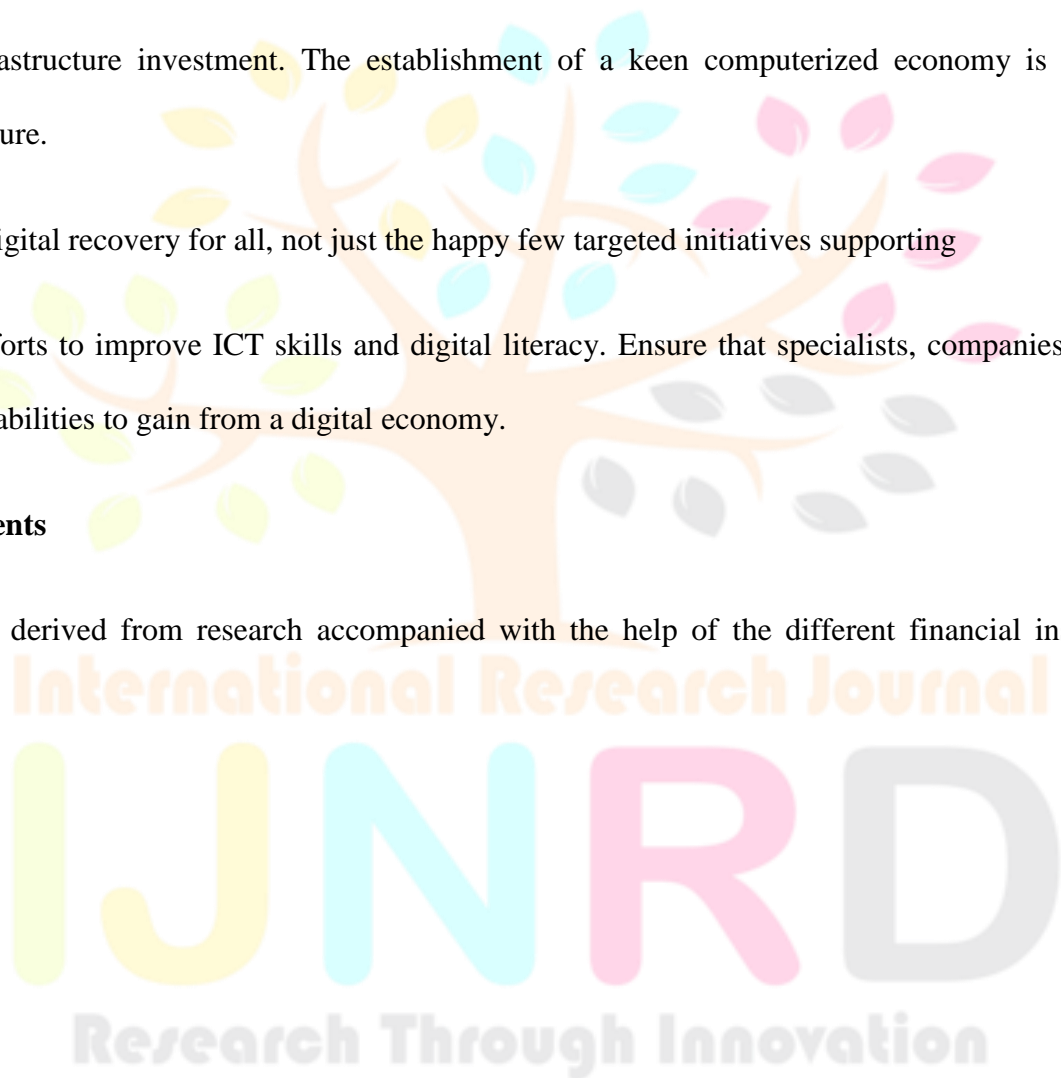 astructure investment. The establishment of a keen computerized economy is
ure.
igital recovery for all, not just the happy few targeted initiatives supporting
forts to improve ICT skills and digital literacy. Ensure that specialists, companies
abilities to gain from a digital economy.
ents
derived from research accompanied with the help of the different financial in
International Research Journal
IJNRD
Research Through Innovation